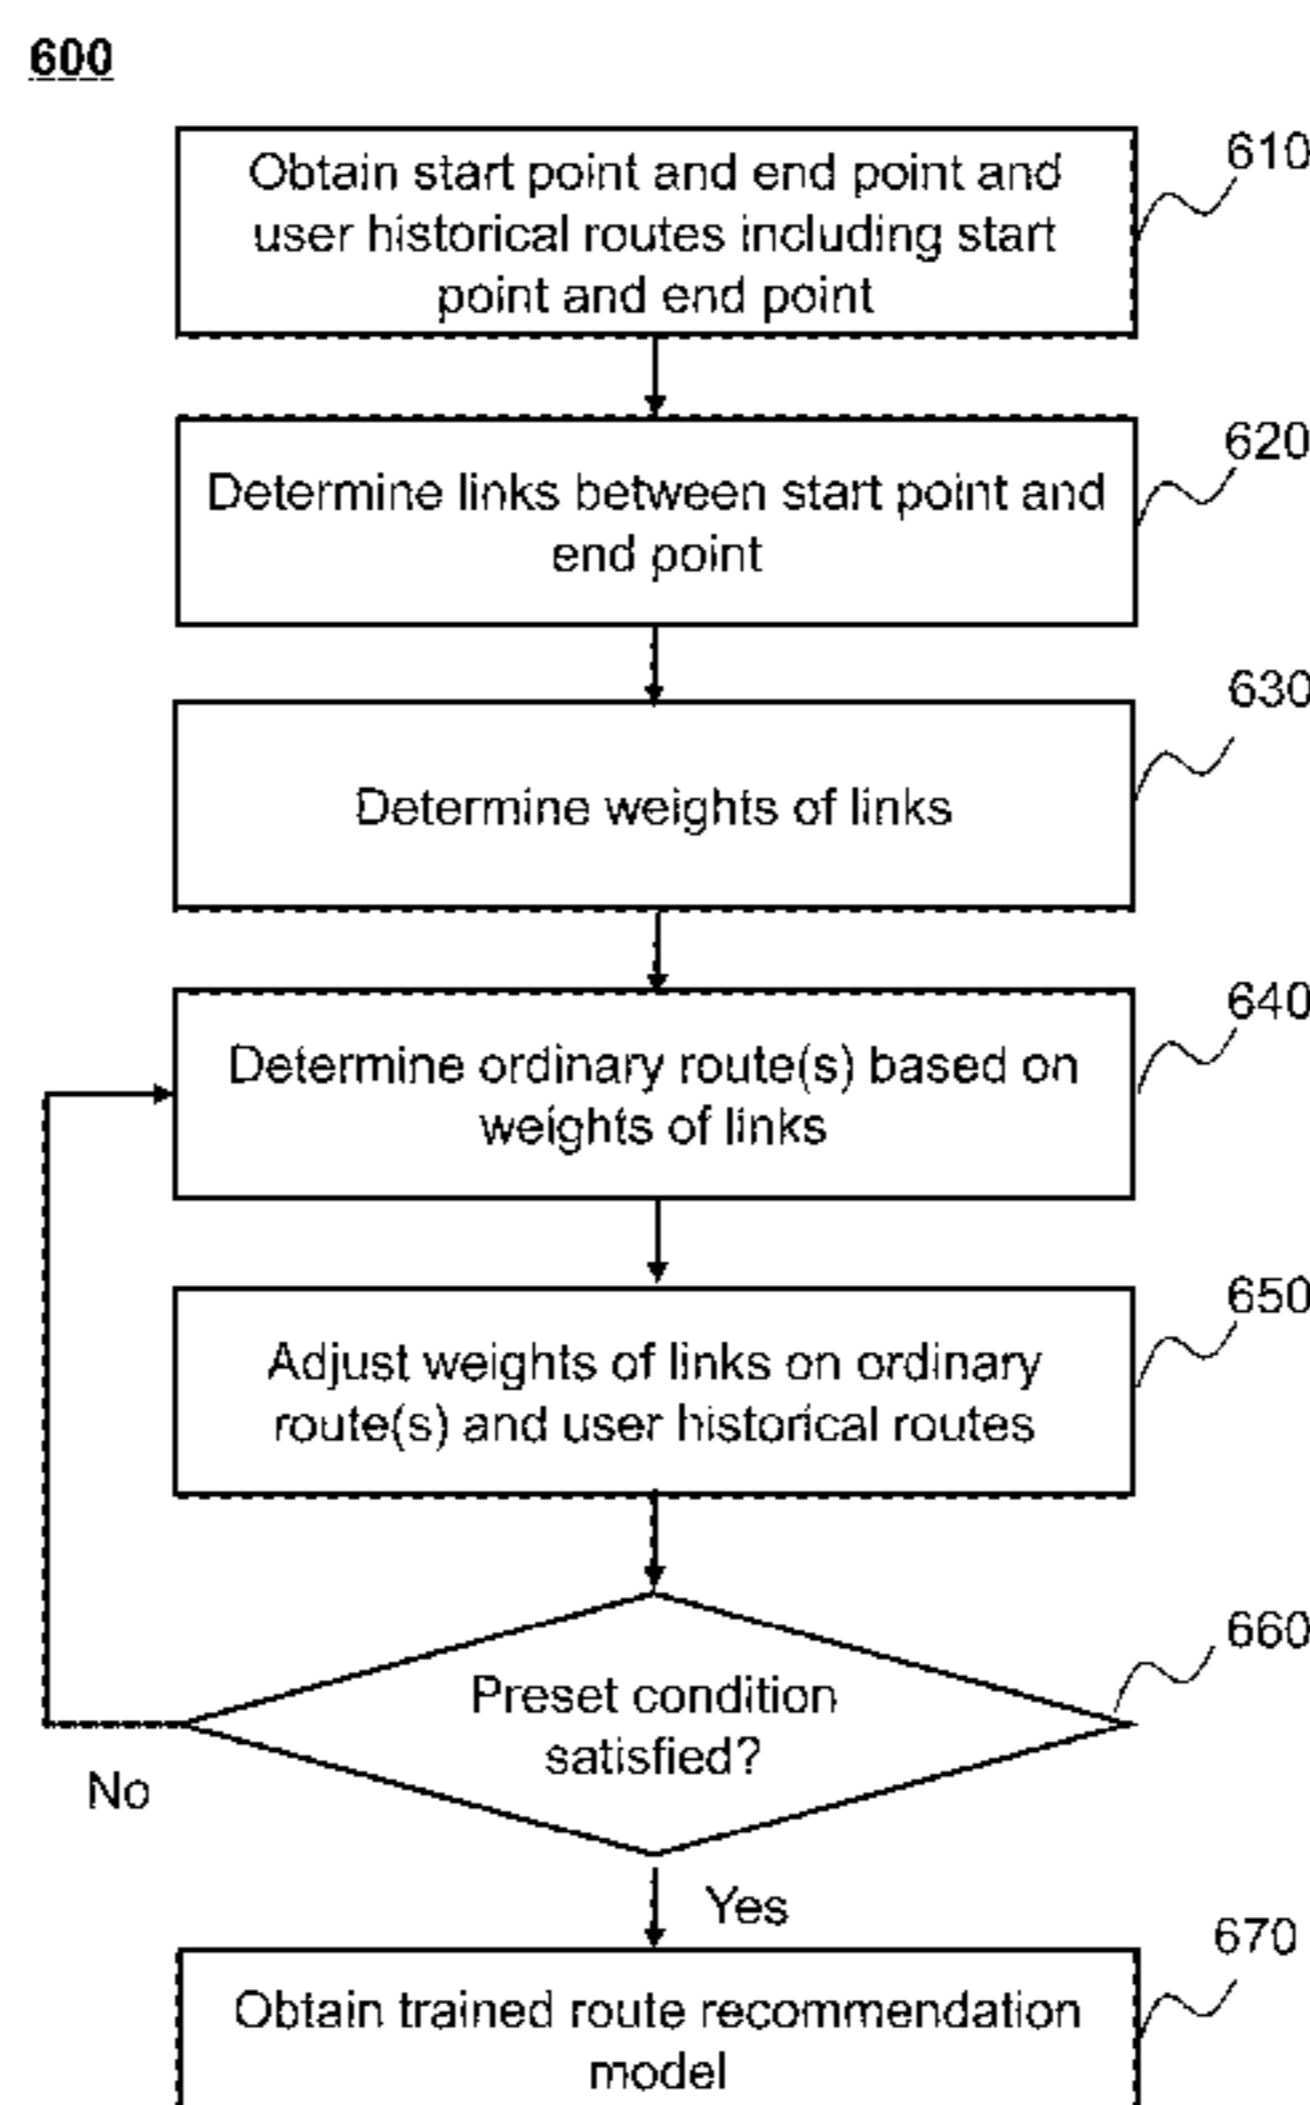 600
Obtain start point and end point and
user historical routes including start
point and end point
610
Determine links between start point and
end point
620
Determine weights of links
630
Determine ordinary route(s) based on
weights of links
640
Adjust weights of links on ordinary
route(s) and user historical routes
650
Preset condition
satisfied?
660
No
Yes
Obtain trained route recommendation
model
670